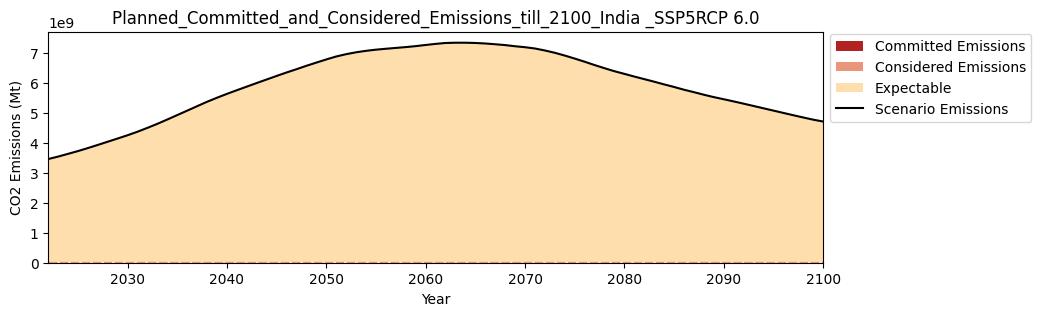 Planned_Committed_and_Considered_Emissions_till_2100_India _SSP5RCP 6.0
1e9
Committed Emissions
Considered Emissions
Expectable
Scenario Emissions
CO2 Emissions (Mt)
7
6
5
4
3
2
1
0
2030 2040 2050 2060 2070 2080 2090 2100
Year